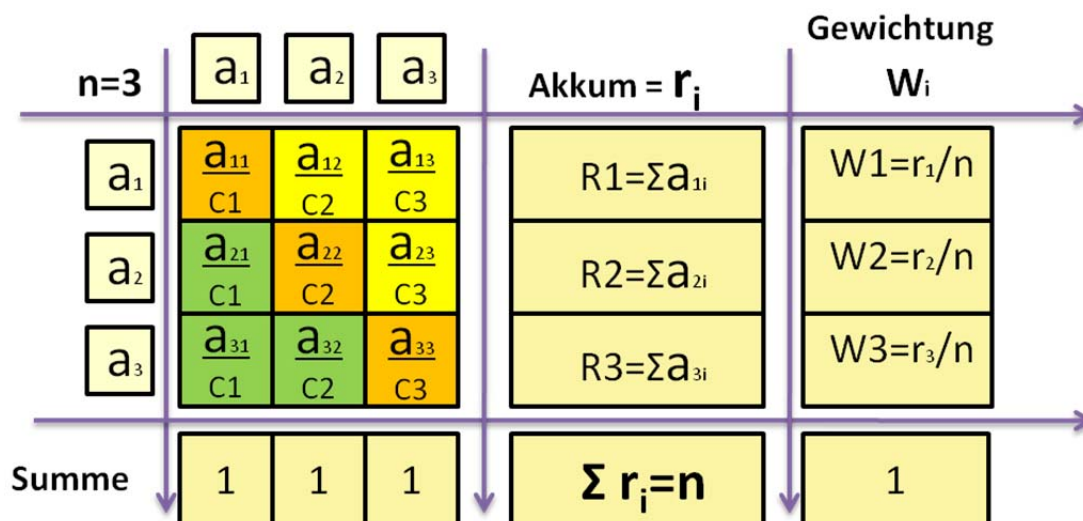 Gewichtung
n=3 a₁ a₂ a₃ Akkum = rᵢ Wᵢ
a₁ a₁₁/C1 a₁₂/C2 a₁₃/C3 R1=Σa₁ᵢ W1=r₁/n
a₂ a₂₁/C1 a₂₂/C2 a₂₃/C3 R2=Σa₂ᵢ W2=r₂/n
a₃ a₃₁/C1 a₃₂/C2 a₃₃/C3 R3=Σa₃ᵢ W3=r₃/n
Summe 1 1 1 Σ rᵢ=n 1